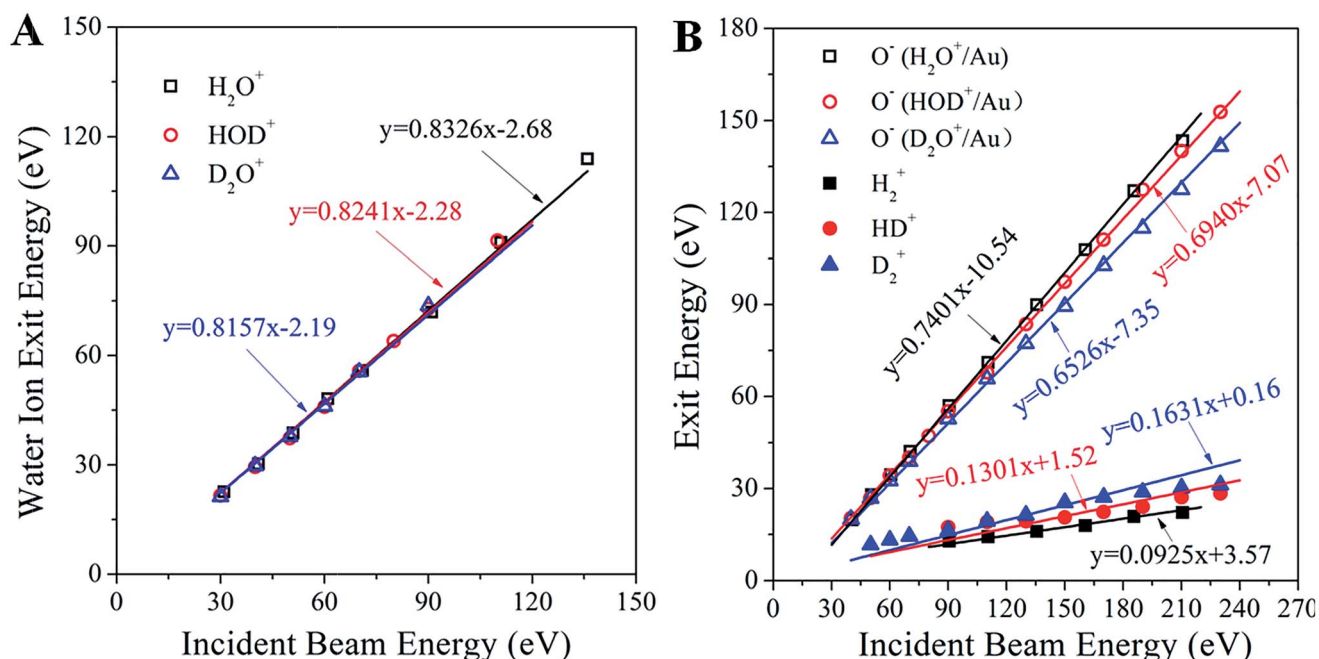 A
Water Ion Exit Energy (eV)
150
120
90
60
30
0
H₂O⁺
HOD⁺
D₂O⁺
y=0.8326x-2.68
y=0.8241x-2.28
y=0.8157x-2.19
0 30 60 90 120 150
Incident Beam Energy (eV)
B
Exit Energy (eV)
180
150
120
90
60
30
0
O⁻ (H₂O⁺/Au)
O⁻ (HOD⁺/Au）
O⁻ (D₂O⁺/Au)
H₂⁺
HD⁺
D₂⁺
y=0.7401x-10.54
y=0.6940x-7.07
y=0.6526x-7.35
y=0.1631x+0.16
y=0.1301x+1.52
y=0.0925x+3.57
0 30 60 90 110 130 150 170 190 210 240 270
Incident Beam Energy (eV)